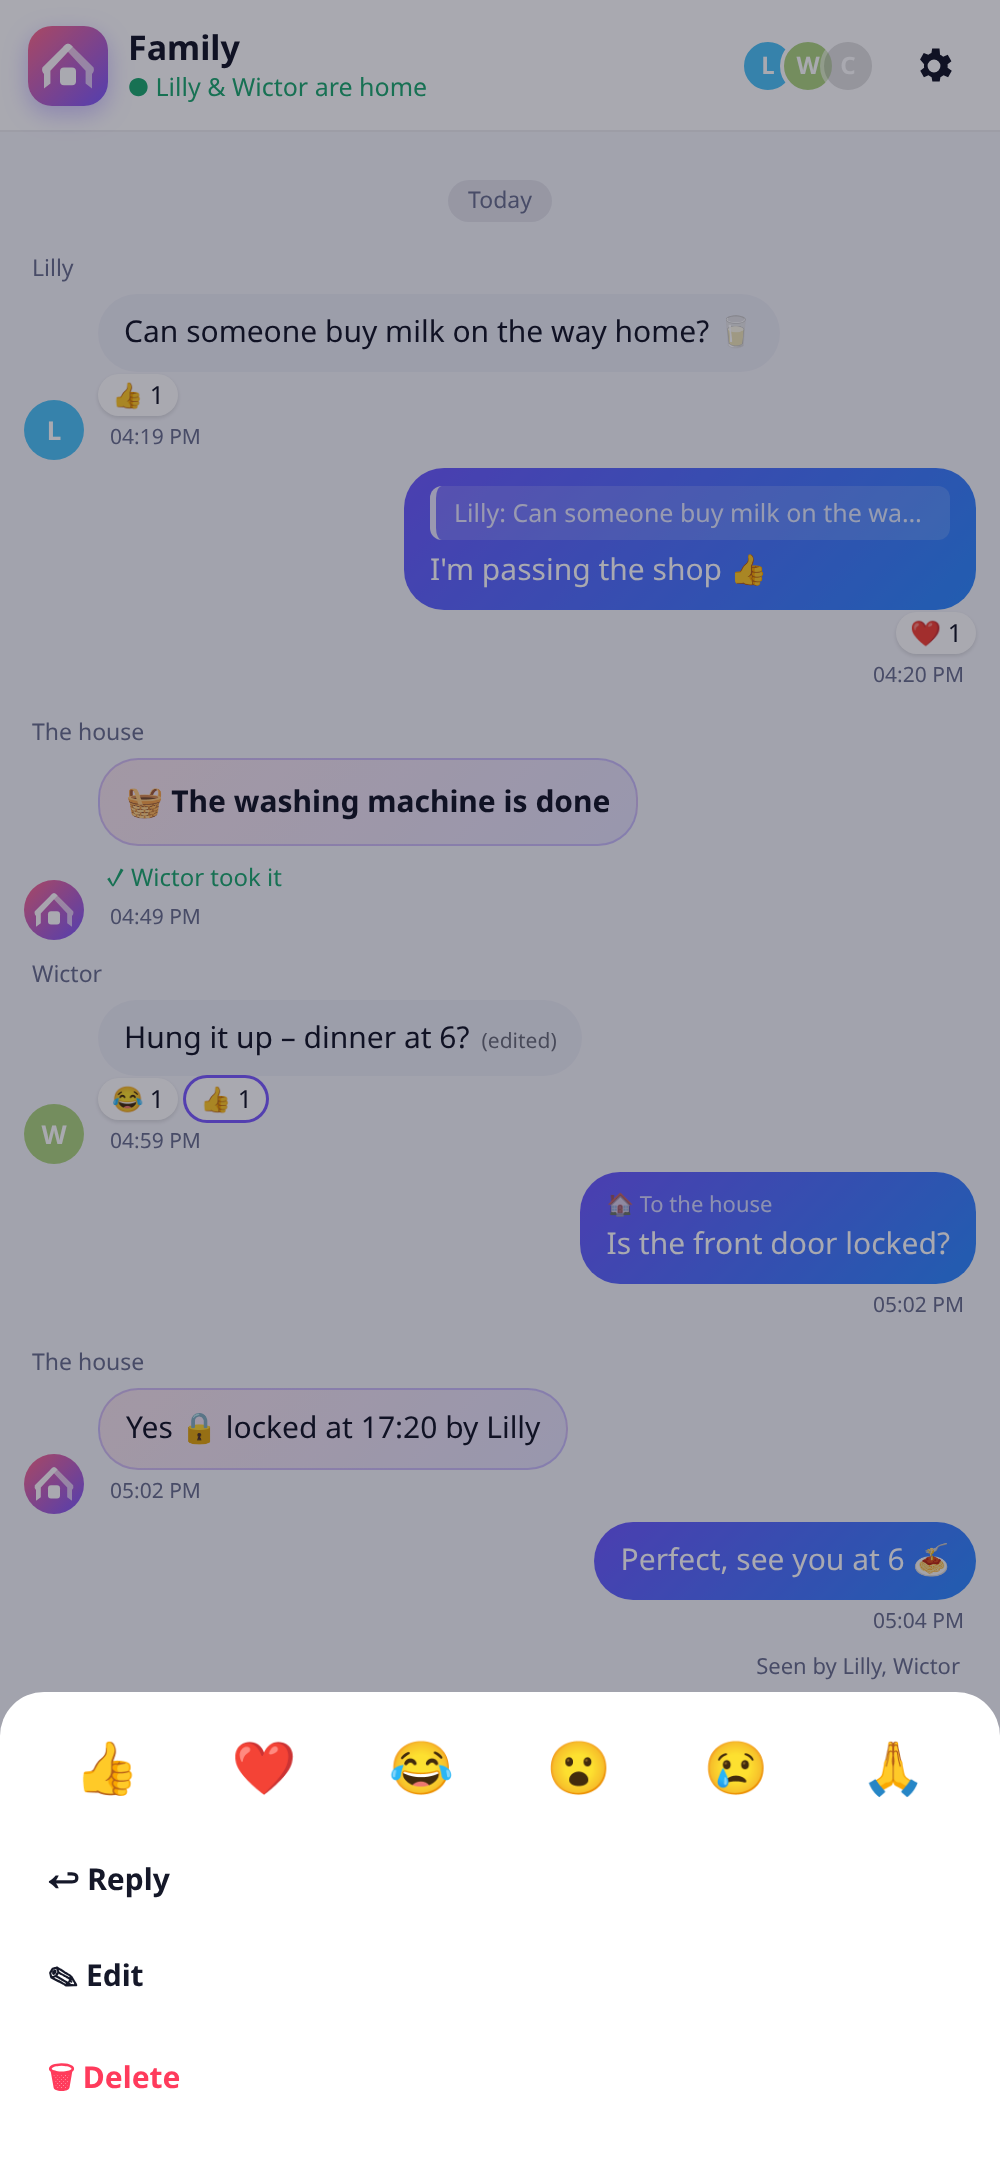 Family
Lilly & Wictor are home
L W C
Today
Lilly
Can someone buy milk on the way home? 🥛
👍 1
L
04:19 PM
Lilly: Can someone buy milk on the wa...
I'm passing the shop 👍
❤️ 1
04:20 PM
The house
🧺 The washing machine is done
✓ Wictor took it
04:49 PM
Wictor
Hung it up – dinner at 6? (edited)
😂 1 👍 1
W
04:59 PM
🏠 To the house
Is the front door locked?
05:02 PM
The house
Yes 🔒 locked at 17:20 by Lilly
05:02 PM
Perfect, see you at 6 🍝
05:04 PM
Seen by Lilly, Wictor
👍 ❤️ 😂 😮 😢 🙏
↩ Reply
✎ Edit
🗑 Delete